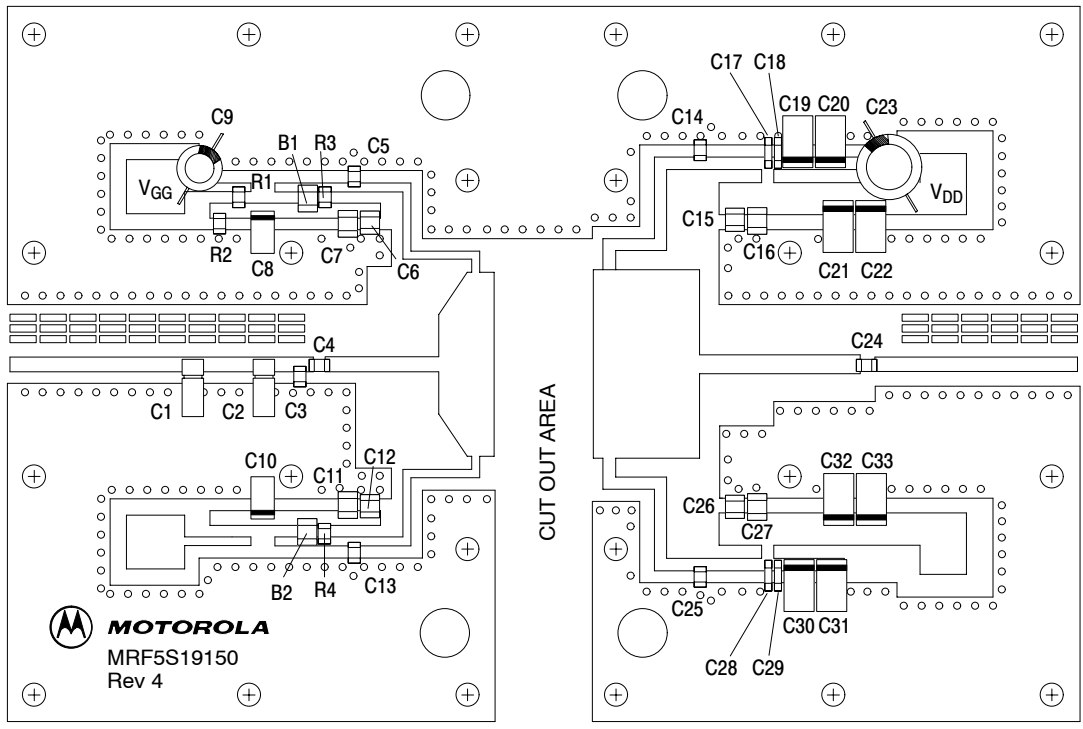 C17 C18
C19 C20
C23
C14
C9
B1 R3
C5
R1
VGG
VDD
R2
C8
C7
C6
C15
C16
C21 C22
C4
C24
C1
C2
C3
CUT OUT AREA
C10
C11
C12
C32 C33
C26
C27
B2
R4
C13
C25
C30 C31
C28
C29
MOTOROLA
MRF5S19150
Rev 4